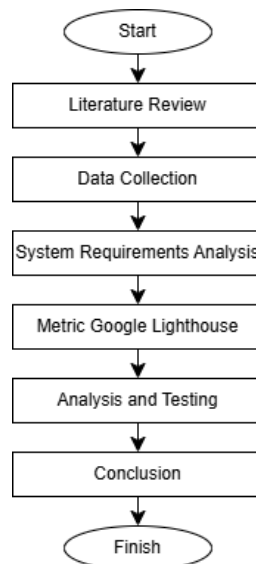 Start
Literature Review
Data Collection
System Requirements Analysis
Metric Google Lighthouse
Analysis and Testing
Conclusion
Finish